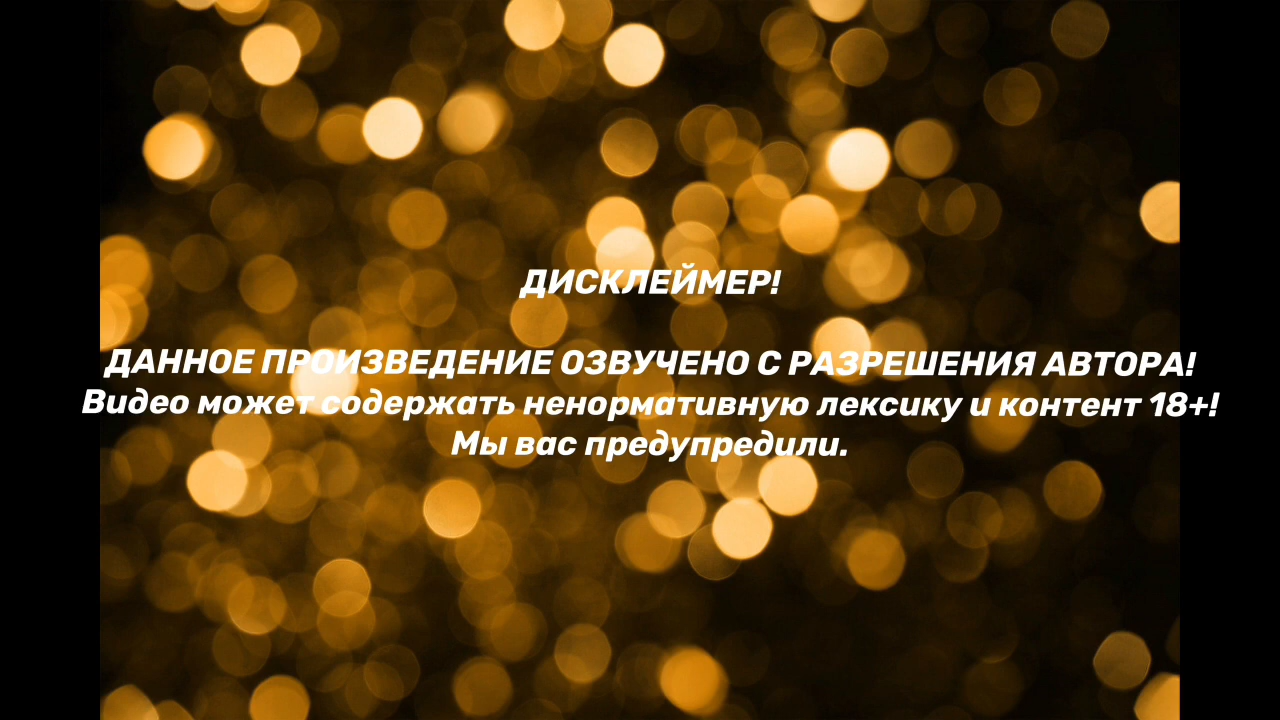 ДИСКЛЕЙМЕР!
ДАННОЕ ПРОИЗВЕДЕНИЕ ОЗВУЧЕНО С РАЗРЕШЕНИЯ АВТОРА!
Видео может содержать ненормативную лексику и контент 18+!
Мы вас предупредили.